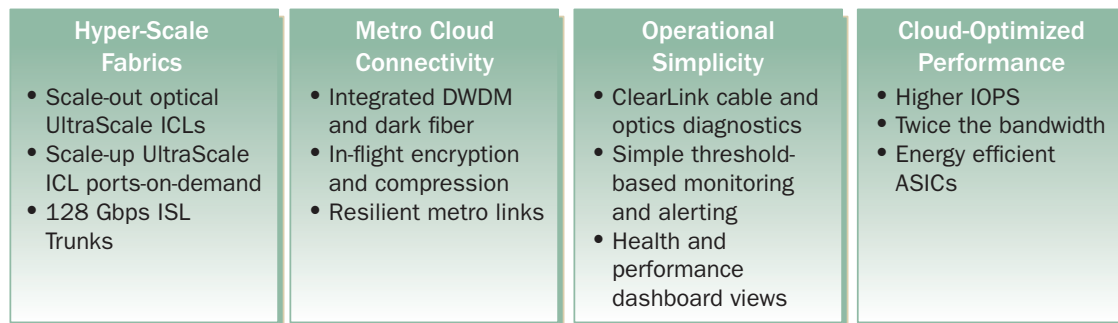 Hyper-Scale
Fabrics
• Scale-out optical
UltraScale ICLs
• Scale-up UltraScale
ICL ports-on-demand
• 128 Gbps ISL
Trunks
Metro Cloud
Connectivity
• Integrated DWDM
and dark fiber
• In-flight encryption
and compression
• Resilient metro links
Operational
Simplicity
• ClearLink cable and
optics diagnostics
• Simple threshold-
based monitoring
and alerting
• Health and
performance
dashboard views
Cloud-Optimized
Performance
• Higher IOPS
• Twice the bandwidth
• Energy efficient
ASICs